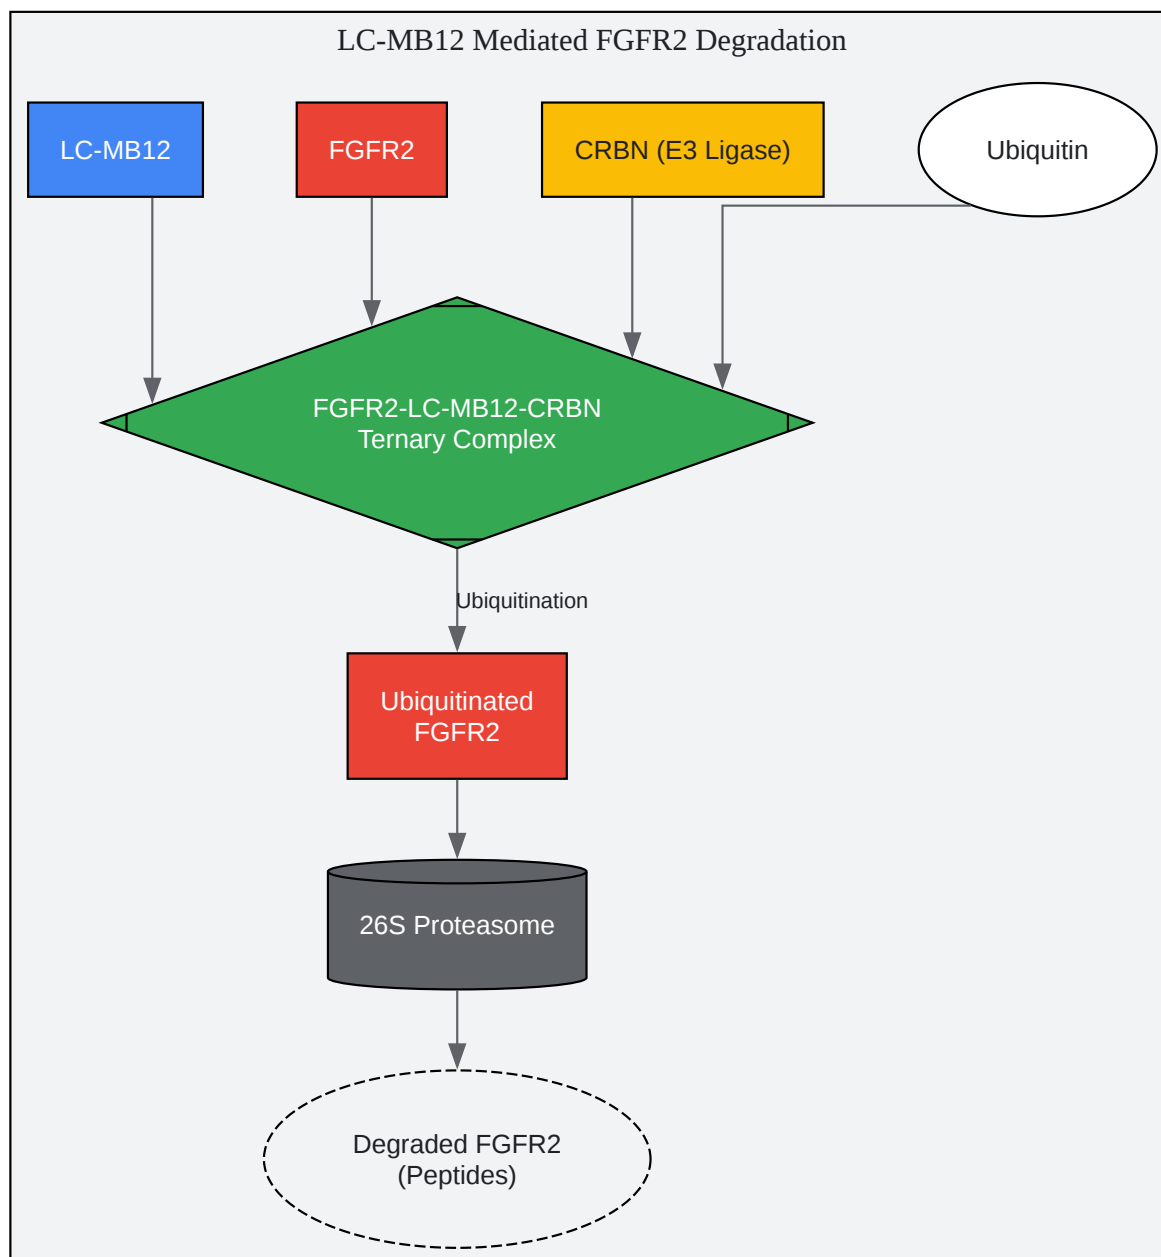 LC-MB12 Mediated FGFR2 Degradation
LC-MB12
FGFR2
CRBN (E3 Ligase)
Ubiquitin
FGFR2-LC-MB12-CRBN
Ternary Complex
Ubiquitination
Ubiquitinated
FGFR2
26S Proteasome
Degraded FGFR2
(Peptides)